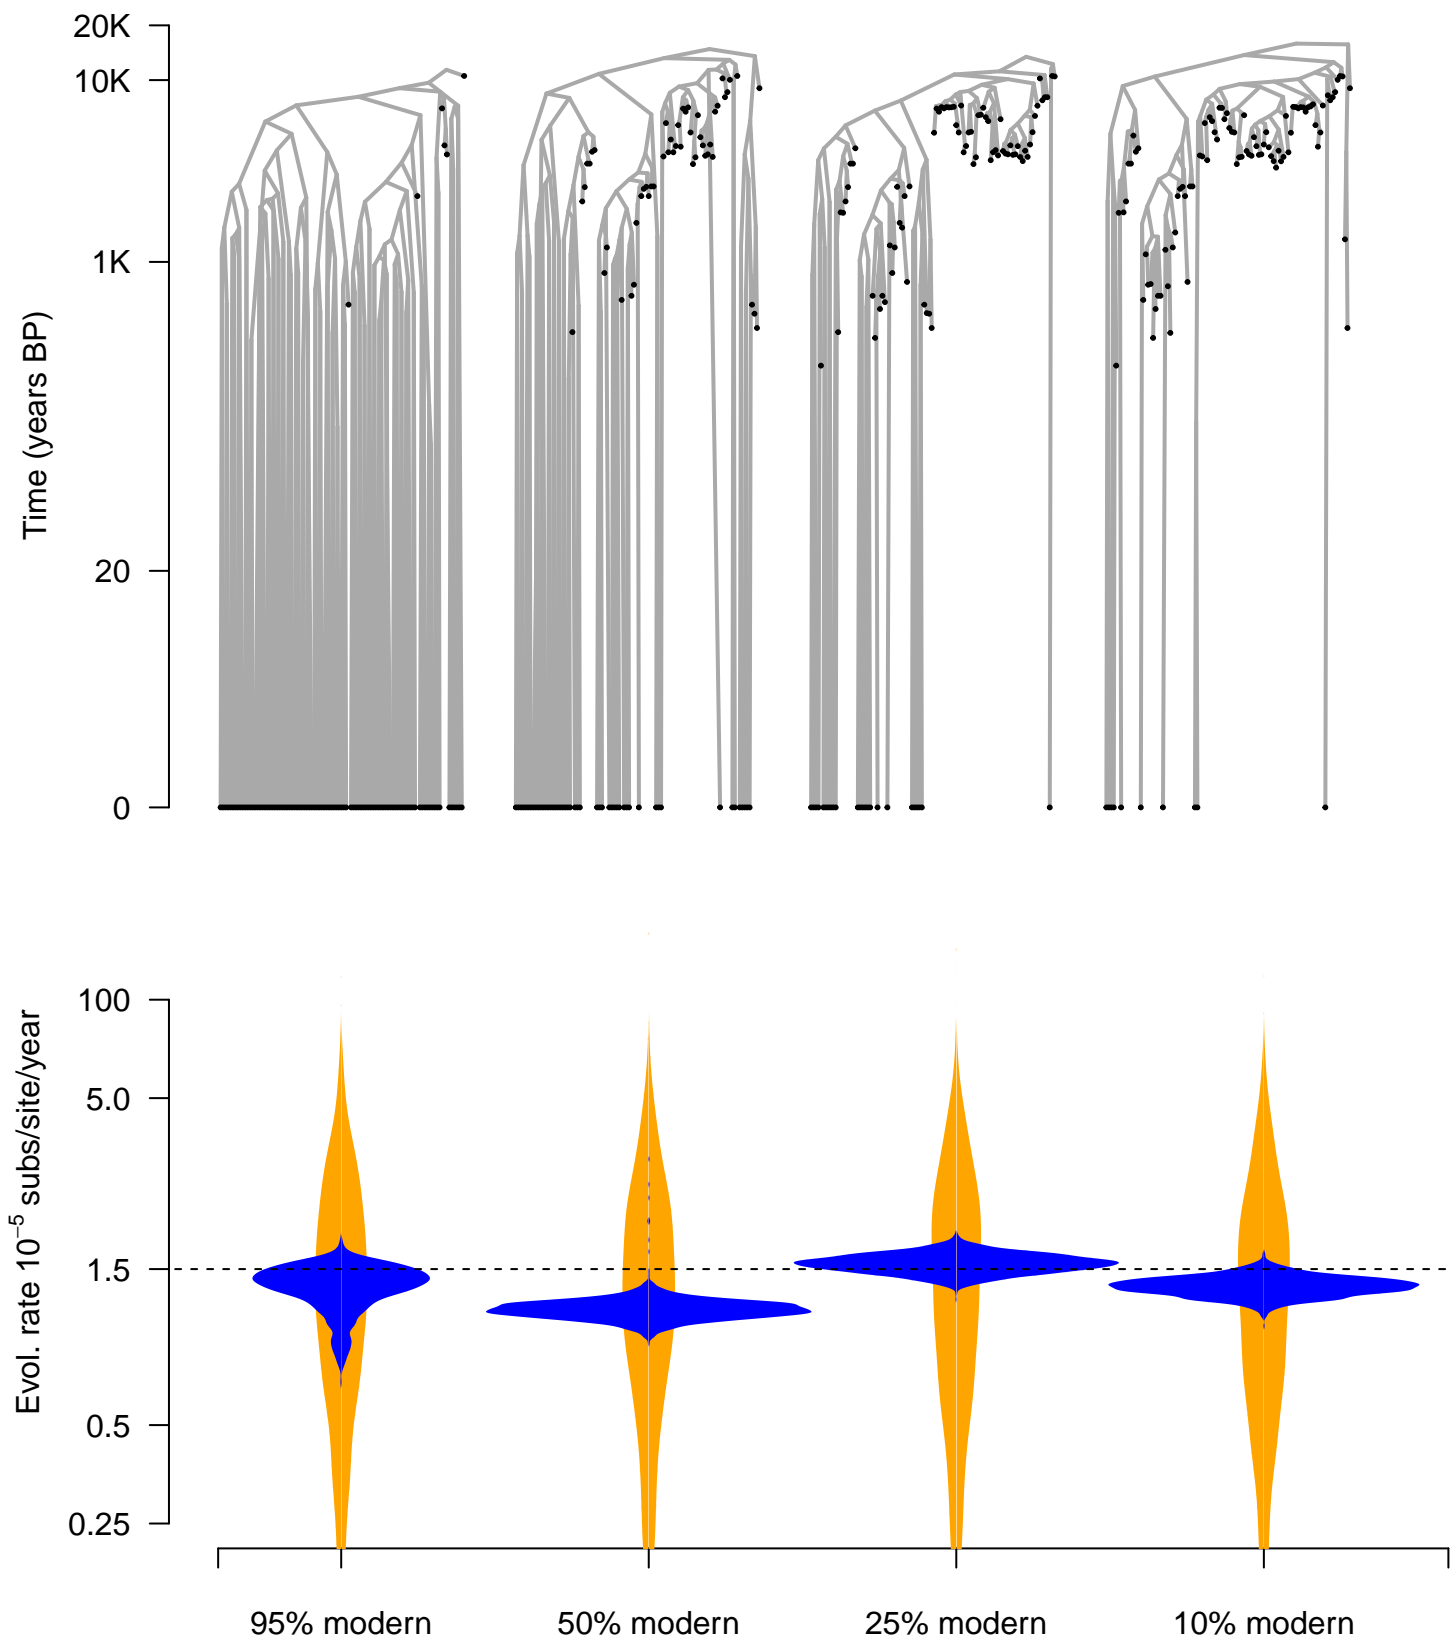 20K
10K
1K
20
0
Time (years BP)
100
5.0
1.5
0.5
0.25
Evol. rate 10⁻⁵ subs/site/year
95% modern
50% modern
25% modern
10% modern